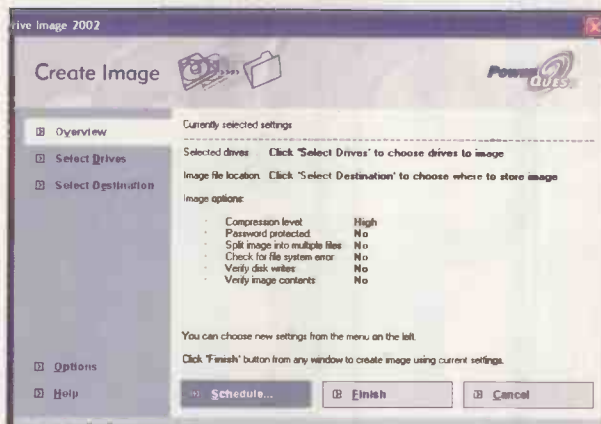 rive Image 2002
Create Image
PowerQuest
Overview
Select Drives
Select Destination
Options
Help
Currently selected settings
Selected drives Click 'Select Drives' to choose drives to image
Image file location Click 'Select Destination' to choose where to store image
Image options
Compression level High
Password protected No
Split image into multiple files No
Check for file system error No
Verify disk writes No
Verify image contents No
You can choose new settings from the menu on the left.
Click 'Finish' button from any window to create image using current settings.
Schedule...
Finish
Cancel